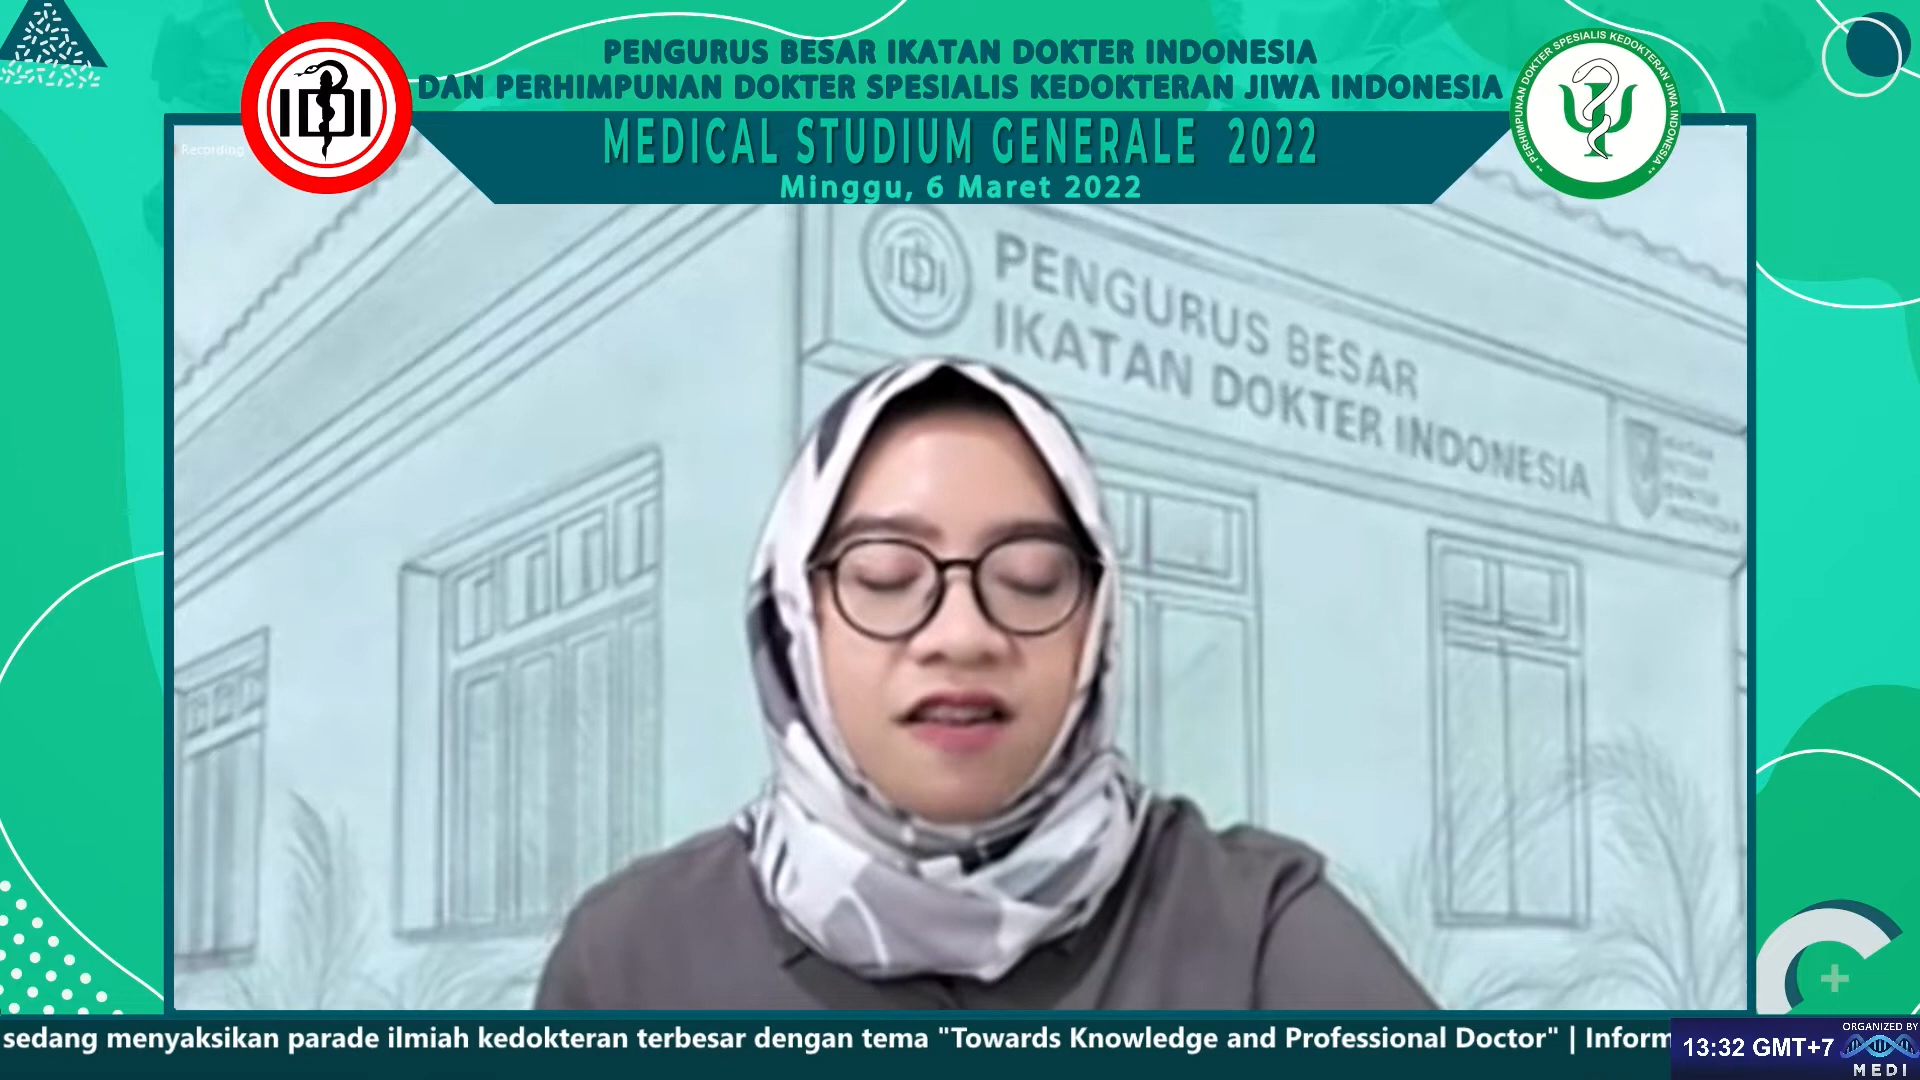 PENGURUS BESAR IKATAN DOKTER INDONESIA
DAN PERHIMPUNAN DOKTER SPESIALIS KEDOKTERAN JIWA INDONESIA
MEDICAL STUDIUM GENERALE 2022
Minggu, 6 Maret 2022
IDI
PERHIMPUNAN DOKTER SPESIALIS KEDOKTERAN JIWA INDONESIA
Recording
IDI
PENGURUS BESAR
IKATAN DOKTER INDONESIA
sedang menyaksikan parade ilmiah kedokteran terbesar dengan tema "Towards Knowledge and Professional Doctor" | Inform
13:32 GMT+7
ORGANIZED BY
MEDI